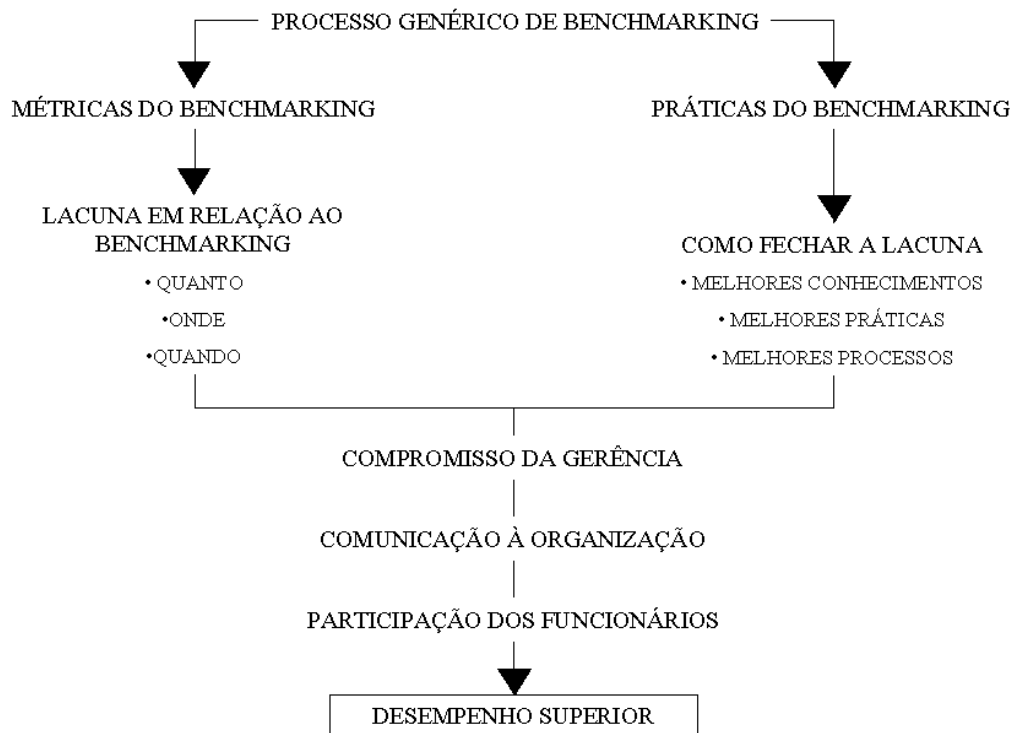 PROCESSO GENÉRICO DE BENCHMARKING
MÉTRICAS DO BENCHMARKING
PRÁTICAS DO BENCHMARKING
LACUNA EM RELAÇÃO AO
BENCHMARKING
• QUANTO
•ONDE
•QUANDO
COMO FECHAR A LACUNA
• MELHORES CONHECIMENTOS
• MELHORES PRÁTICAS
• MELHORES PROCESSOS
COMPROMISSO DA GERÊNCIA
COMUNICAÇÃO À ORGANIZAÇÃO
PARTICIPAÇÃO DOS FUNCIONÁRIOS
DESEMPENHO SUPERIOR